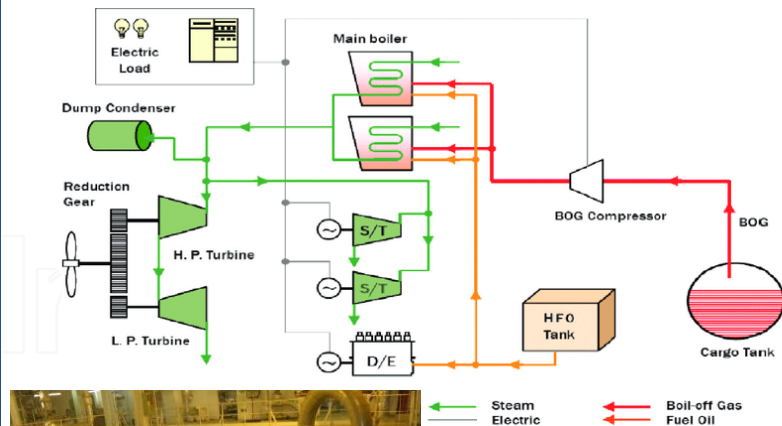 Electric
Load
Main boiler
Dump Condenser
Reduction
Gear
H. P. Turbine
L. P. Turbine
S/T
S/T
D/E
BOG Compressor
BOG
HFO
Tank
Cargo Tank
Steam
Electric
Boil-off Gas
Fuel Oil